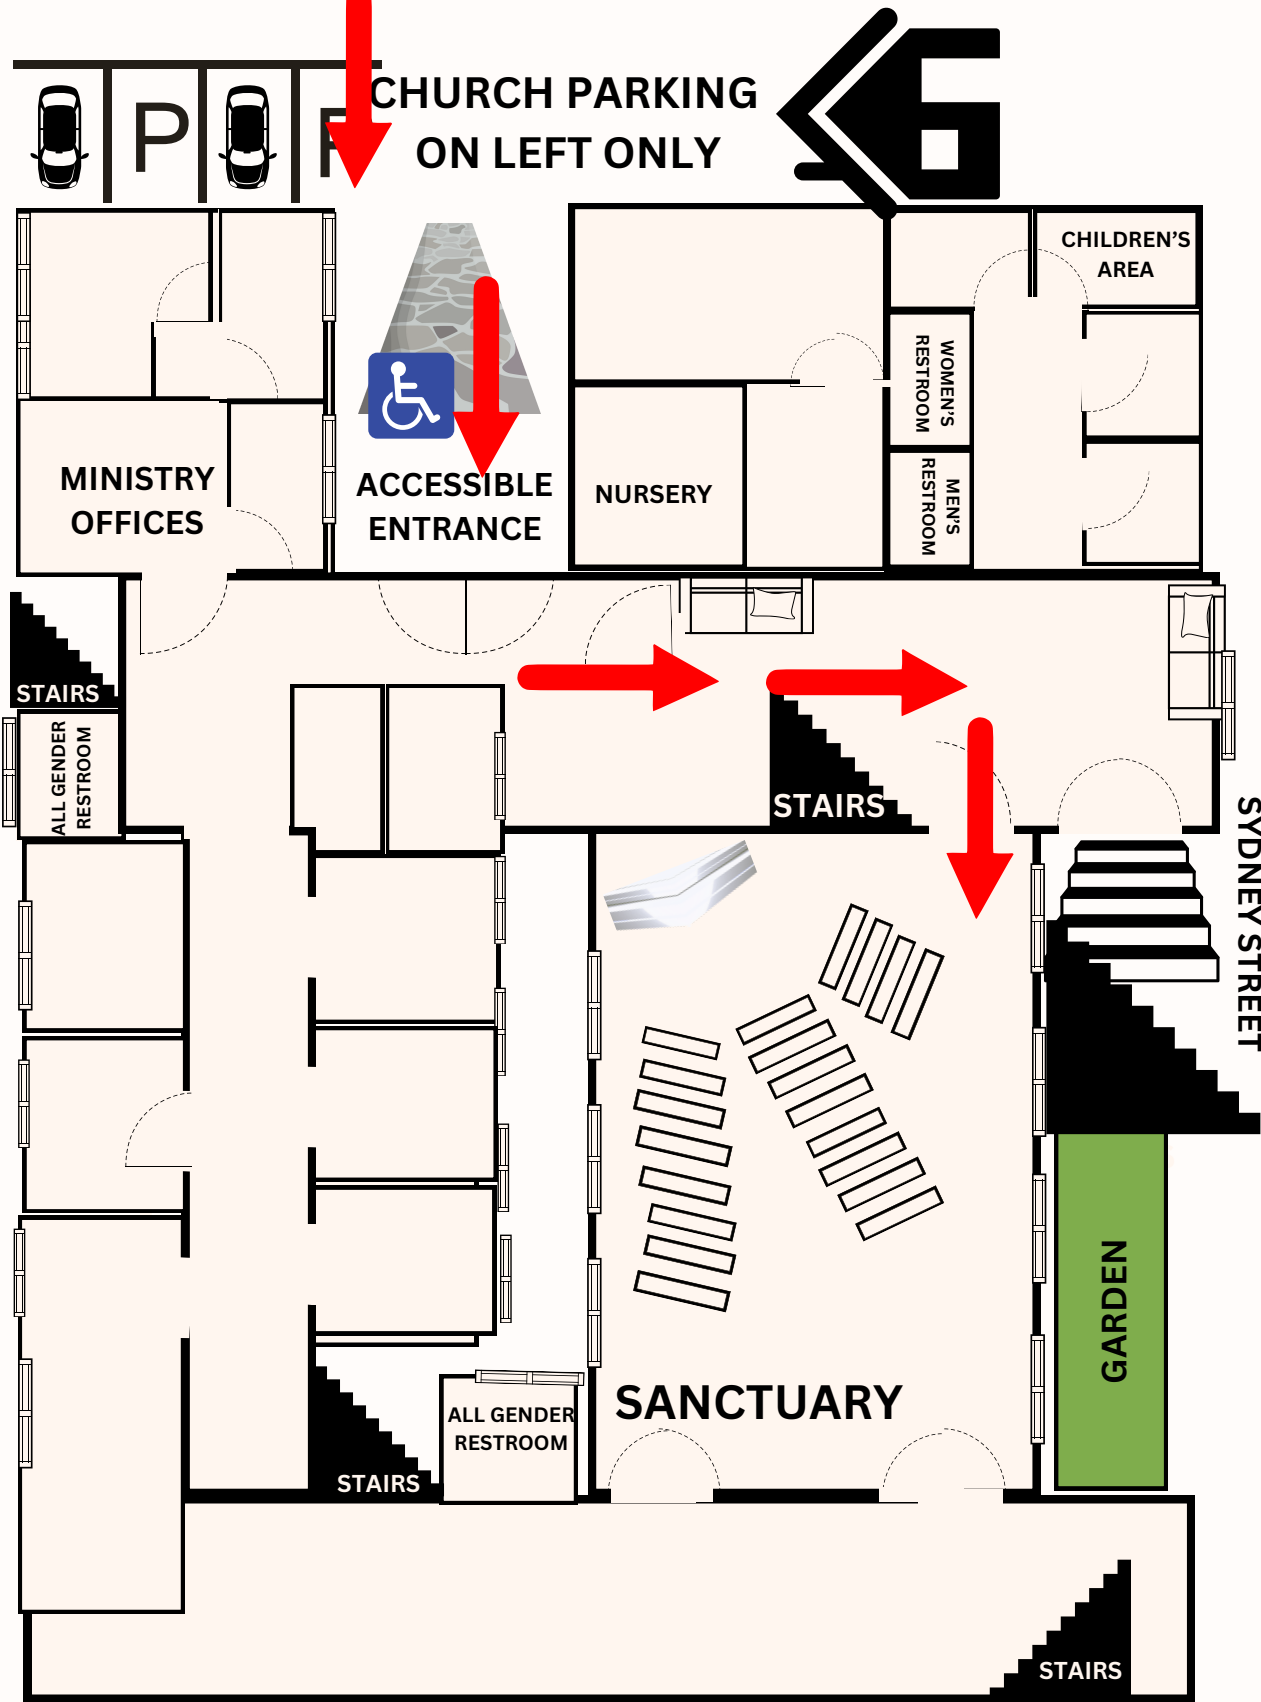 CHURCH PARKING
ON LEFT ONLY
P
P
CHILDREN'S
AREA
WOMEN'S
RESTROOM
MEN'S
RESTROOM
MINISTRY
OFFICES
ACCESSIBLE
ENTRANCE
NURSERY
STAIRS
ALL GENDER
RESTROOM
STAIRS
SYDNEY STREET
GARDEN
SANCTUARY
ALL GENDER
RESTROOM
STAIRS
STAIRS